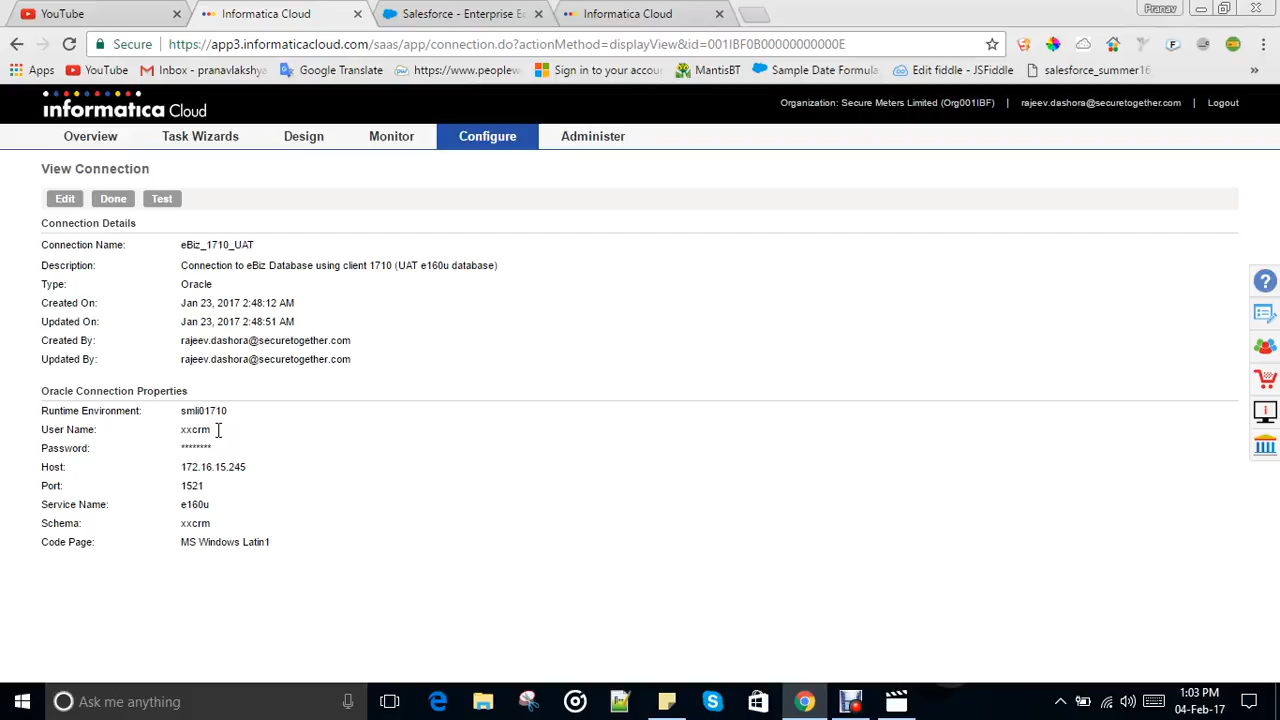 YouTube
Informatica Cloud
Salesforce - Enterprise Ec
Informatica Cloud
Pranav
Secure
https://app3.informaticacloud.com/saas/app/connection.do?actionMethod=displayView&id=001IBF0B00000000000E
Apps
YouTube
Inbox - pranavlakshya
Google Translate
https://www.peoplew
Sign in to your accou
MantisBT
Sample Date Formula
Edit fiddle - JSFiddle
salesforce_summer16
»
informatica Cloud
Organization: Secure Meters Limited (Org001IBF) | rajeev.dashora@securetogether.com | Logout
Overview Task Wizards Design Monitor Configure Administer
View Connection
Edit Done Test
Connection Details
Connection Name: eBiz_1710_UAT
Description: Connection to eBiz Database using client 1710 (UAT e160u database)
Type: Oracle
Created On: Jan 23, 2017 2:48:12 AM
Updated On: Jan 23, 2017 2:48:51 AM
Created By: rajeev.dashora@securetogether.com
Updated By: rajeev.dashora@securetogether.com
Oracle Connection Properties
Runtime Environment: smli01710
User Name: xxcrm
Password: ********
Host: 172.16.15.245
Port: 1521
Service Name: e160u
Schema: xxcrm
Code Page: MS Windows Latin1
Ask me anything
1:03 PM
04-Feb-17